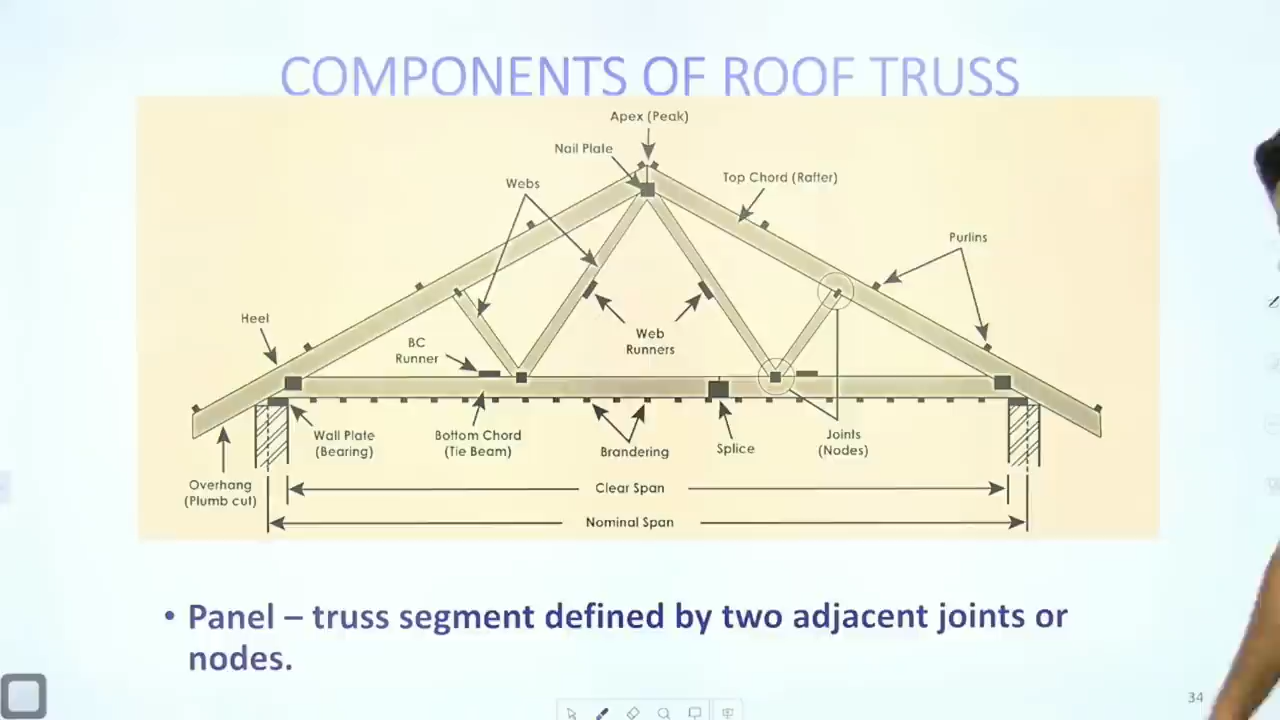 COMPONENTS OF ROOF TRUSS
Apex (Peak)
Nail Plate
Top Chord (Raffer)
Webs
Purlins
Heel
Web
Runners
BC
Runner
Wall Plate
(Bearing)
Bottom Chord
(Tie Beam)
Brandering
Splice
Joints
(Nodes)
Overhang
(Plumb cut)
Clear Span
Nominal Span
• Panel – truss segment defined by two adjacent joints or
nodes.
34